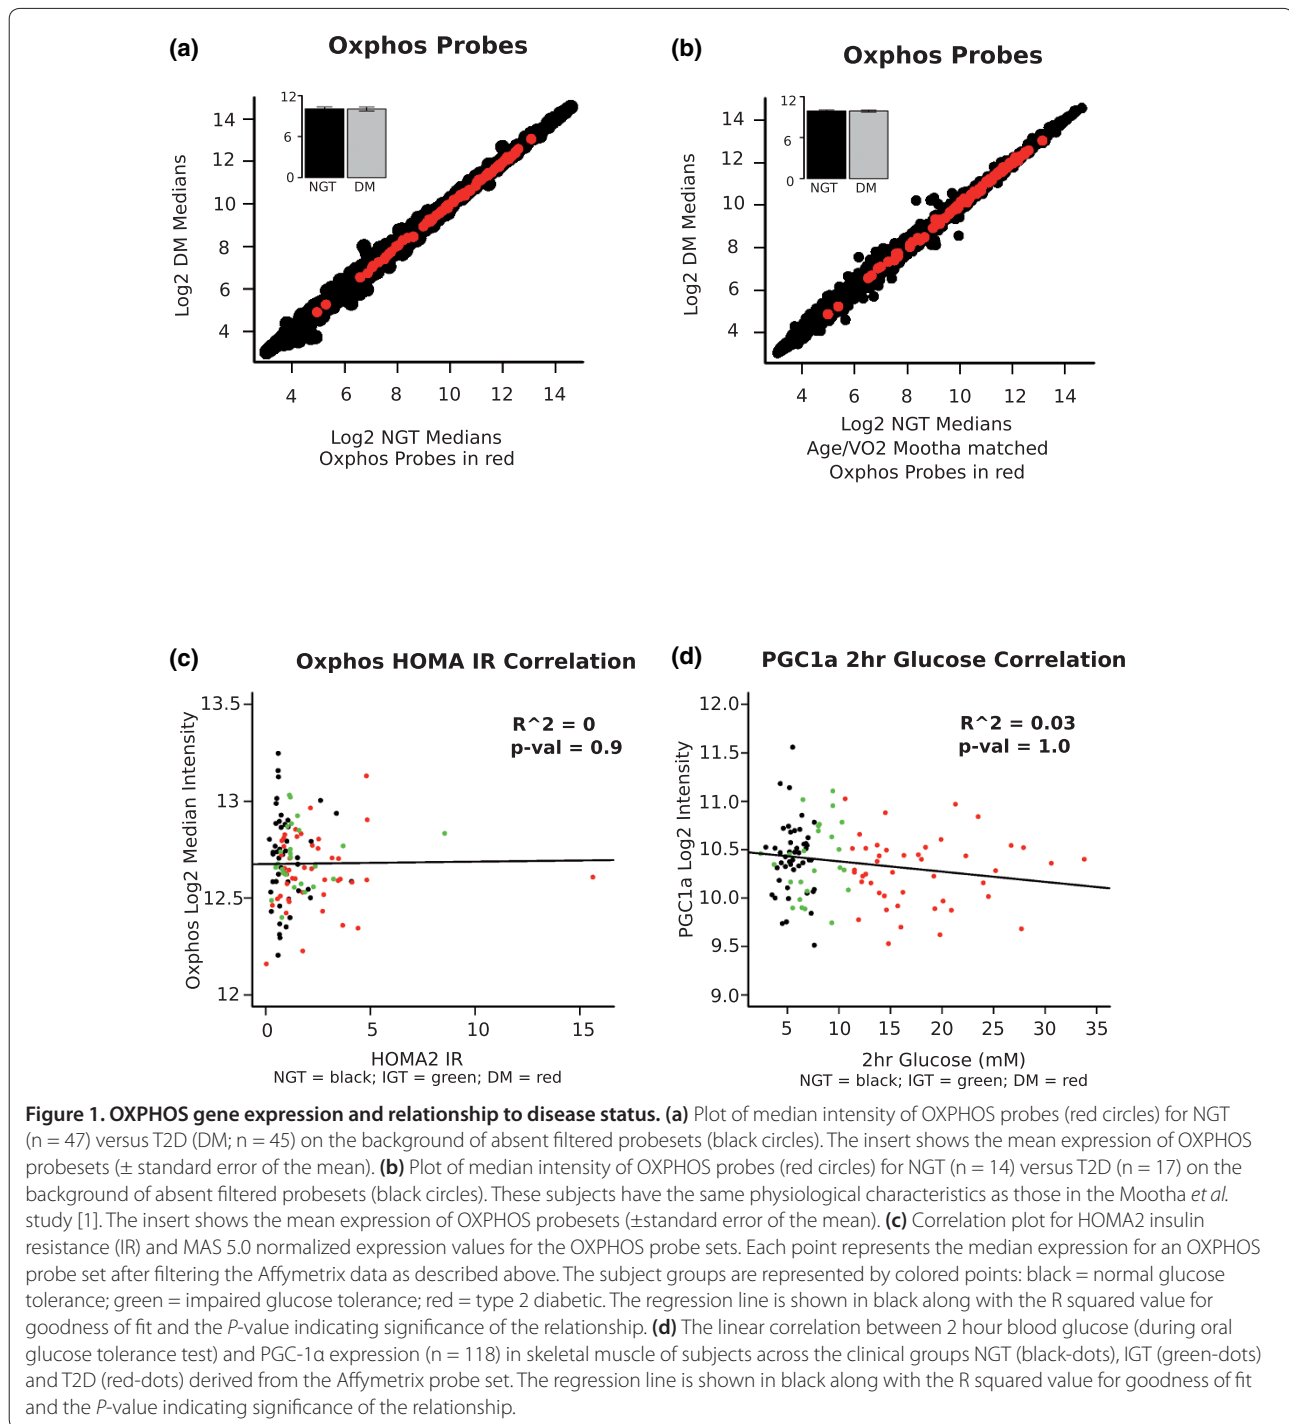 (a)
Oxphos Probes
12
6
0
NGT
DM
Log2 DM Medians
14
12
10
8
6
4
4
6
8
10
12
14
Log2 NGT Medians
Oxphos Probes in red
(b)
Oxphos Probes
12
6
0
NGT
DM
Log2 DM Medians
14
12
10
8
6
4
4
6
8
10
12
14
Log2 NGT Medians
Age/VO2 Mootha matched
Oxphos Probes in red
(c)
Oxphos HOMA IR Correlation
R^2 = 0
p-val = 0.9
Oxphos Log2 Median Intensity
13.5
13
12.5
12
0
5
10
15
HOMA2 IR
NGT = black; IGT = green; DM = red
(d)
PGC1a 2hr Glucose Correlation
R^2 = 0.03
p-val = 1.0
PGC1a Log2 Intensity
12.0
11.5
11.0
10.5
10.0
9.5
9.0
5
10
15
20
25
30
35
2hr Glucose (mM)
NGT = black; IGT = green; DM = red
Figure 1. OXPHOS gene expression and relationship to disease status. (a) Plot of median intensity of OXPHOS probes (red circles) for NGT
(n = 47) versus T2D (DM; n = 45) on the background of absent filtered probesets (black circles). The insert shows the mean expression of OXPHOS
probesets (± standard error of the mean). (b) Plot of median intensity of OXPHOS probes (red circles) for NGT (n = 14) versus T2D (n = 17) on the
background of absent filtered probesets (black circles). These subjects have the same physiological characteristics as those in the Mootha et al.
study [1]. The insert shows the mean expression of OXPHOS probesets (±standard error of the mean). (c) Correlation plot for HOMA2 insulin
resistance (IR) and MAS 5.0 normalized expression values for the OXPHOS probe sets. Each point represents the median expression for an OXPHOS
probe set after filtering the Affymetrix data as described above. The subject groups are represented by colored points: black = normal glucose
tolerance; green = impaired glucose tolerance; red = type 2 diabetic. The regression line is shown in black along with the R squared value for
goodness of fit and the P-value indicating significance of the relationship. (d) The linear correlation between 2 hour blood glucose (during oral
glucose tolerance test) and PGC-1α expression (n = 118) in skeletal muscle of subjects across the clinical groups NGT (black-dots), IGT (green-dots)
and T2D (red-dots) derived from the Affymetrix probe set. The regression line is shown in black along with the R squared value for goodness of fit
and the P-value indicating significance of the relationship.